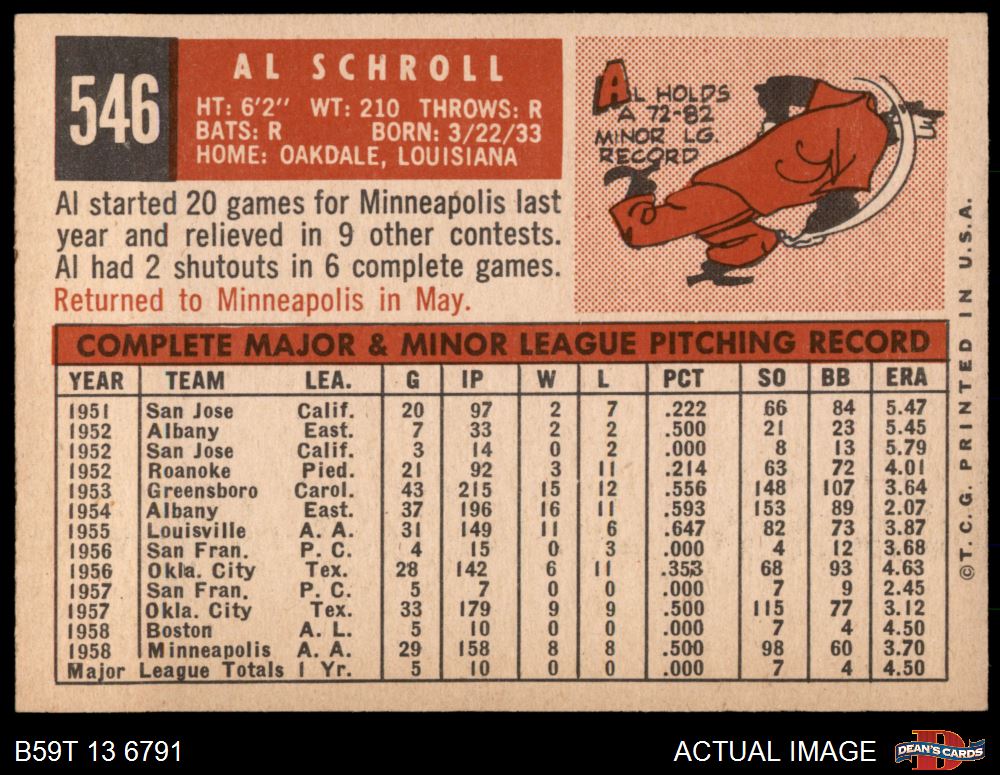 546
AL SCHROLL
HT: 6'2" WT: 210 THROWS: R
BATS: R BORN: 3/22/33
HOME: OAKDALE, LOUISIANA
AL HOLDS
A 72-82
MINOR LG.
RECORD
Al started 20 games for Minneapolis last
year and relieved in 9 other contests.
Al had 2 shutouts in 6 complete games.
Returned to Minneapolis in May.
COMPLETE MAJOR & MINOR LEAGUE PITCHING RECORD
YEAR TEAM LEA. G IP W L PCT SO BB ERA
1951 San Jose Calif. 20 97 2 7 .222 66 84 5.47
1952 Albany East. 7 33 2 2 .500 21 23 5.45
1952 San Jose Calif. 3 14 0 2 .000 8 13 5.79
1952 Roanoke Pied. 21 92 3 11 .214 63 72 4.01
1953 Greensboro Carol. 43 215 15 12 .556 148 107 3.64
1954 Albany East. 37 196 16 11 .593 153 89 2.07
1955 Louisville A. A. 31 149 11 6 .647 82 73 3.87
1956 San Fran. P. C. 4 15 0 3 .000 4 12 3.68
1956 Okla. City Tex. 28 142 6 11 .353 68 93 4.63
1957 San Fran. P. C. 5 7 0 0 .000 7 9 2.45
1957 Okla. City Tex. 33 179 9 9 .500 115 77 3.12
1958 Boston A. L. 5 10 0 0 .000 7 4 4.50
1958 Minneapolis A. A. 29 158 8 8 .500 98 60 3.70
Major League Totals 1 Yr. 5 10 0 0 .000 7 4 4.50
© T. C. G. PRINTED IN U.S.A.
B59T 13 6791
ACTUAL IMAGE
DEAN'S CARDS